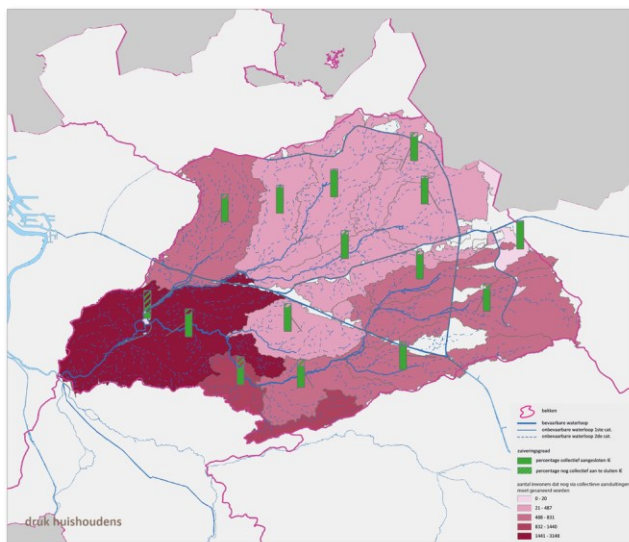 bekken
bevaarbare waterloop
onbevaarbare waterloop 1ste cat.
onbevaarbare waterloop 2de cat.
zuiveringsgraad
percentage collectief aangesloten IE
percentage nog collectief aan te sluiten IE
aantal inwoners dat nog via collectieve aansluitingen
moet gesaneerd worden
0 - 20
21 - 487
488 - 831
832 - 1440
1441 - 3148
druk huishoudens